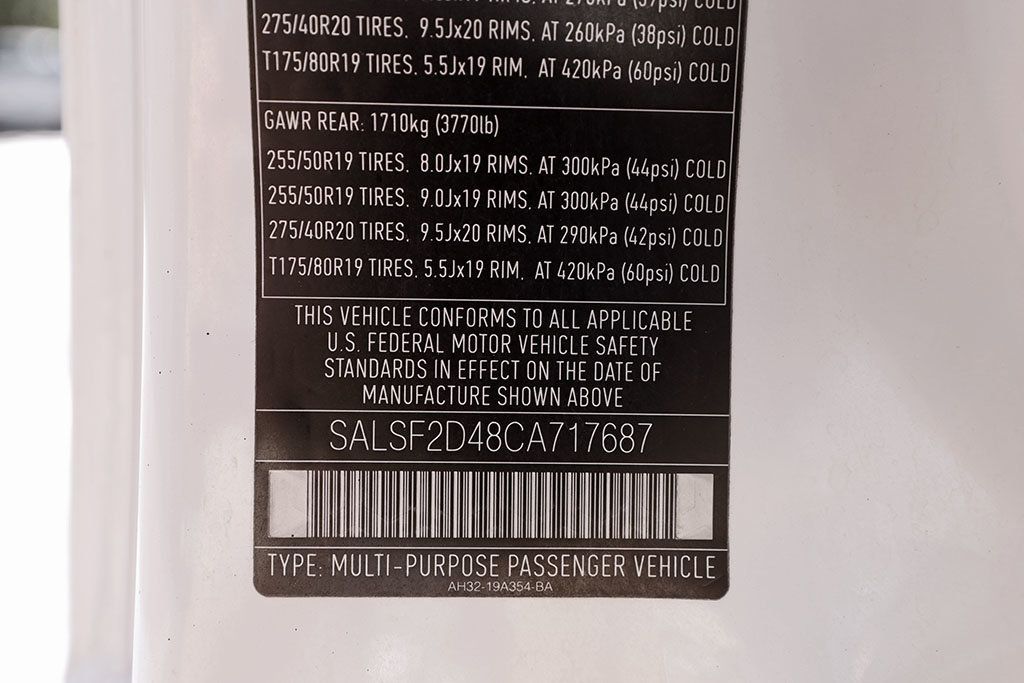 AT 270kPa (39psi) COLD
275/40R20 TIRES. 9.5Jx20 RIMS. AT 260kPa (38psi) COLD
T175/80R19 TIRES. 5.5Jx19 RIM. AT 420kPa (60psi) COLD
GAWR REAR: 1710kg (3770lb)
255/50R19 TIRES. 8.0Jx19 RIMS. AT 300kPa (44psi) COLD
255/50R19 TIRES. 9.0Jx19 RIMS. AT 300kPa (44psi) COLD
275/40R20 TIRES. 9.5Jx20 RIMS. AT 290kPa (42psi) COLD
T175/80R19 TIRES. 5.5Jx19 RIM. AT 420kPa (60psi) COLD
THIS VEHICLE CONFORMS TO ALL APPLICABLE
U.S. FEDERAL MOTOR VEHICLE SAFETY
STANDARDS IN EFFECT ON THE DATE OF
MANUFACTURE SHOWN ABOVE
SALSF2D48CA717687
TYPE: MULTI-PURPOSE PASSENGER VEHICLE
AH32-19A354-BA